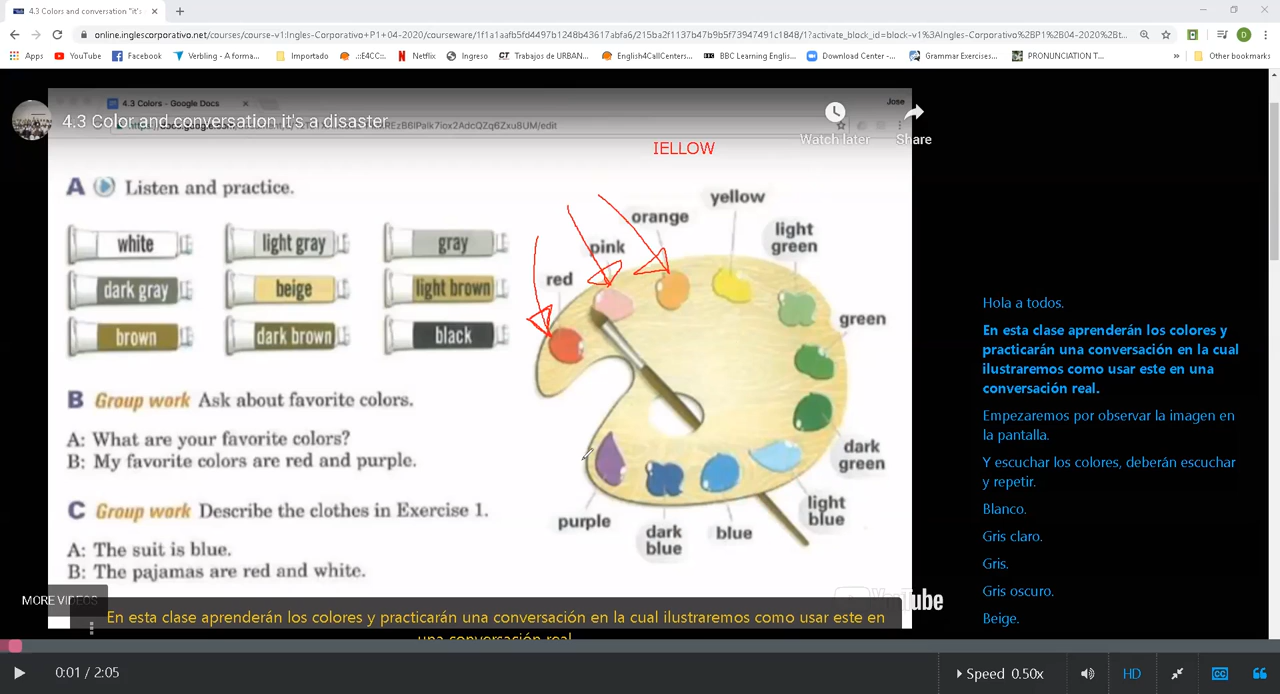 4.3 Colors and conversation "it's
online.inglescorporativo.net/courses/course-v1:Ingles-Corporativo+P1+04-2020/courseware/1f1a1aafb5fd4497b1248b43617abfa6/215ba2f1137b47b9b5f73947491c1848/1?activate_block_id=block-v1%3AIngles-Corporativo%2BP1%2B04-2020%2Bt...
D
Apps YouTube Facebook Verbling - A forma... Importado .::E4CC::. Netflix Ingreso CT Trabajos de URBAN... English4CallCenters... BBC Learning Englis... Download Center -... Grammar Exercises... PRONUNCIATION T... » Other bookmarks
4.3 Colors - Google Docs
Jose
4.3 Color and conversation it's a disaster
Watch later
Share
IELLOW
A Listen and practice.
white light gray gray
dark gray beige light brown
brown dark brown black
red
pink
orange
yellow
light
green
green
dark
green
light
blue
blue
dark
blue
purple
B Group work Ask about favorite colors.
A: What are your favorite colors?
B: My favorite colors are red and purple.
C Group work Describe the clothes in Exercise 1.
A: The suit is blue.
B: The pajamas are red and white.
MORE VIDEOS
YouTube
En esta clase aprenderán los colores y practicarán una conversación en la cual ilustraremos como usar este en
una conversación real.
Hola a todos.
En esta clase aprenderán los colores y
practicarán una conversación en la cual
ilustraremos como usar este en una
conversación real.
Empezaremos por observar la imagen en
la pantalla.
Y escuchar los colores, deberán escuchar
y repetir.
Blanco.
Gris claro.
Gris.
Gris oscuro.
Beige.
0:01 / 2:05
Speed 0.50x
HD
CC